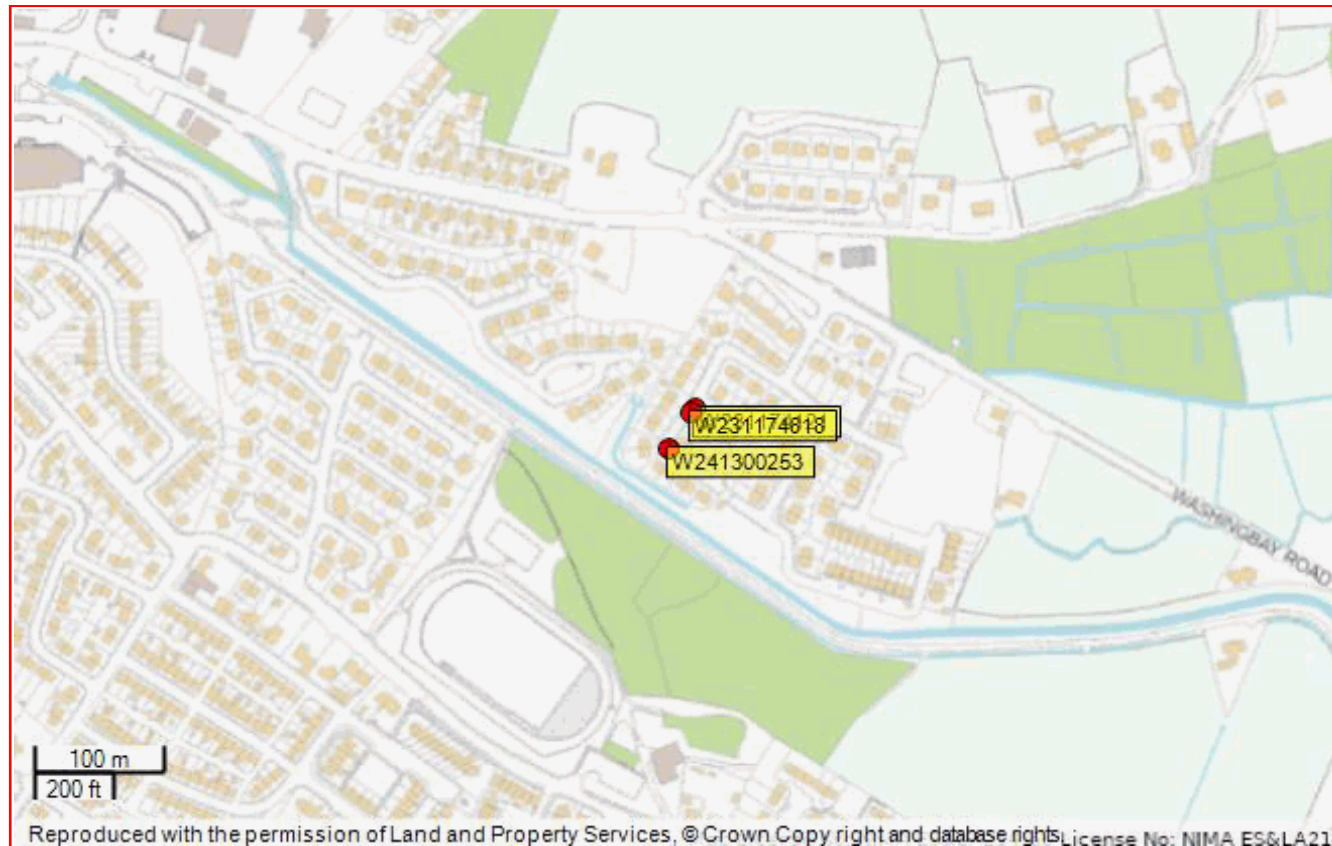 W231174618
W241300253
WASHINGBAY ROAD
100 m
200 ft
Reproduced with the permission of Land and Property Services, © Crown Copy right and database rights License No: NIMA ES&LA21